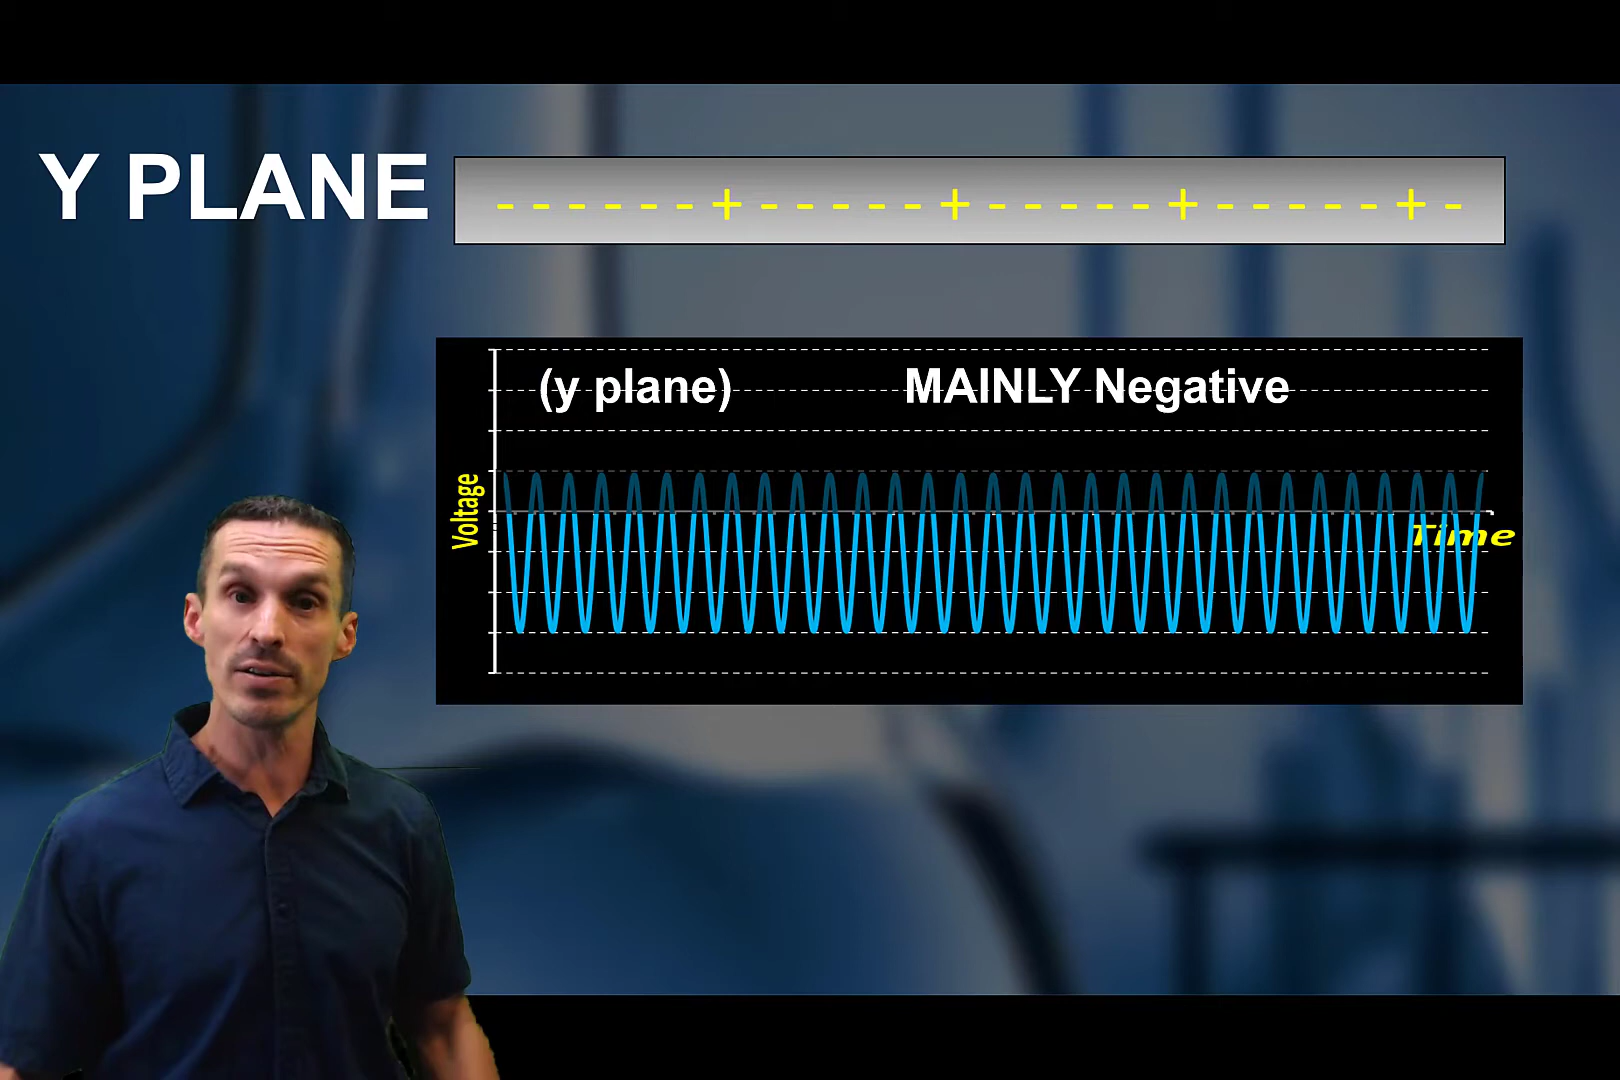 Y PLANE
- - - - - - + - - - - - + - - - - - + - - - - - + -
(y plane) MAINLY Negative
Voltage
Time